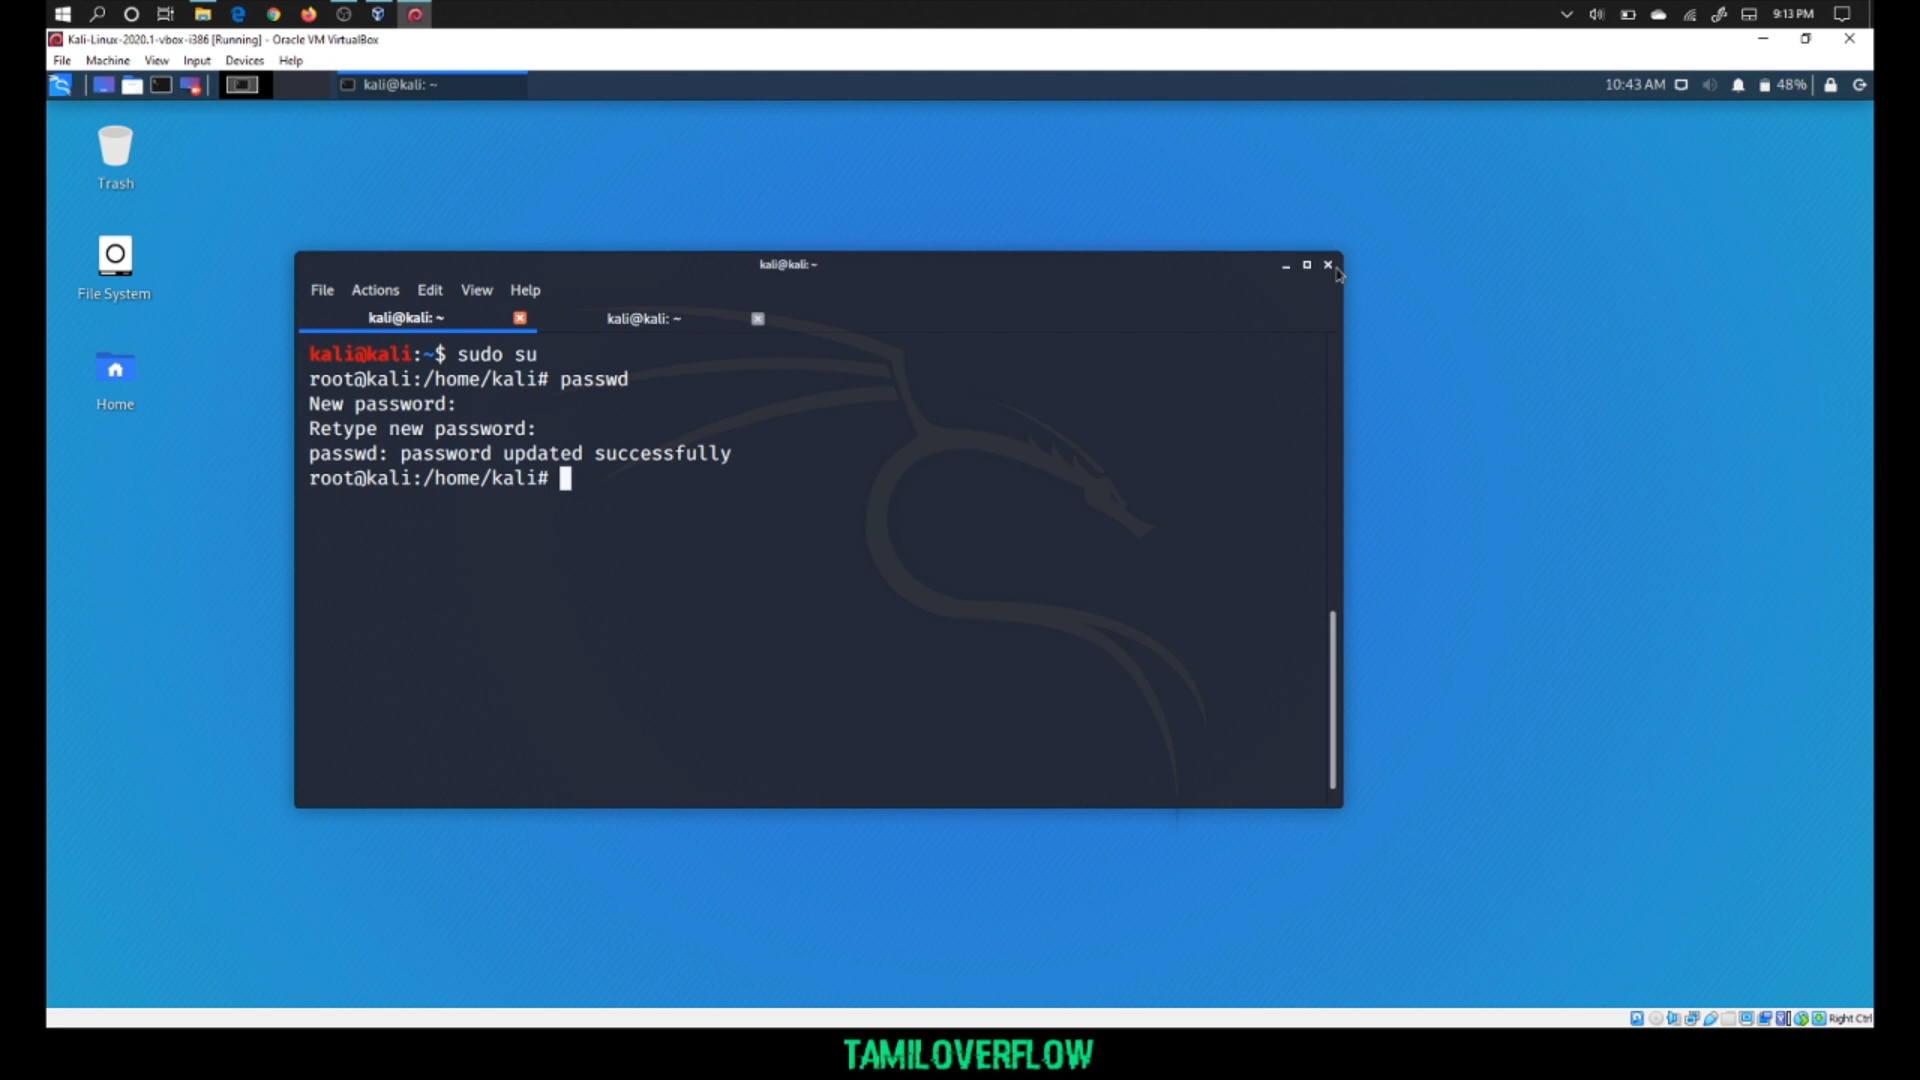 9:13 PM
Kali-Linux-2020.1-vbox-i386 [Running] - Oracle VM VirtualBox
File Machine View Input Devices Help
kali@kali: ~
10:43 AM
48%
Trash
File System
Home
kali@kali: ~
File Actions Edit View Help
kali@kali: ~
kali@kali: ~
kali@kali:~$ sudo su
root@kali:/home/kali# passwd
New password:
Retype new password:
passwd: password updated successfully
root@kali:/home/kali#
Right Ctrl
TAMILOVERFLOW